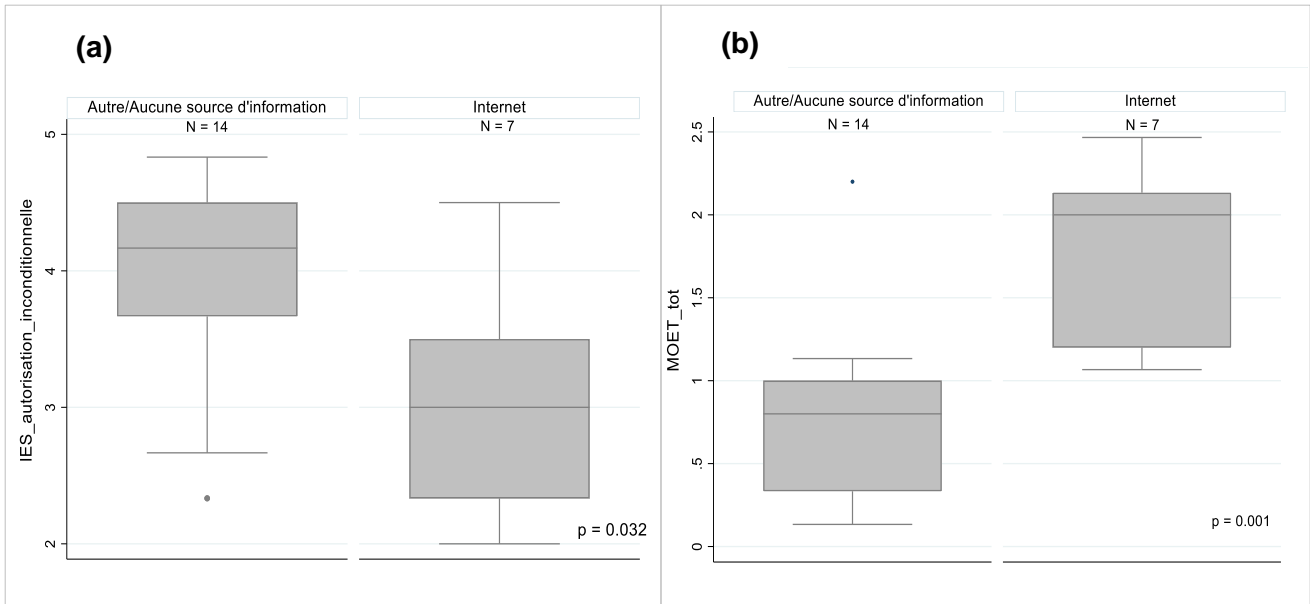 (a)
Autre/Aucune source d'information
Internet
N = 14
N = 7
5
4
3
2
IES_autorisation_inconditionnelle
p = 0.032
(b)
Autre/Aucune source d'information
Internet
N = 14
N = 7
2.5
2
1.5
1
.5
0
MOET_tot
p = 0.001